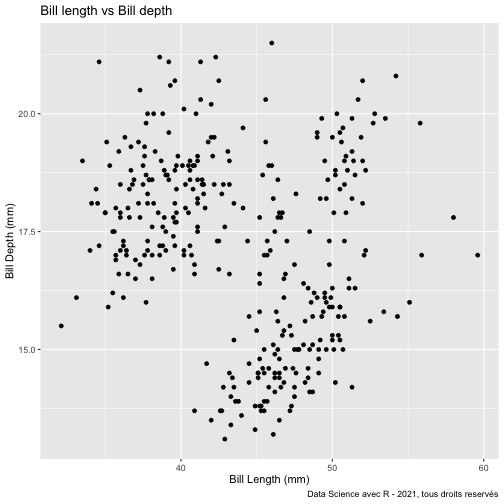 Bill length vs Bill depth
Bill Depth (mm)
20.0
17.5
15.0
40
50
60
Bill Length (mm)
Data Science avec R - 2021, tous droits reservés